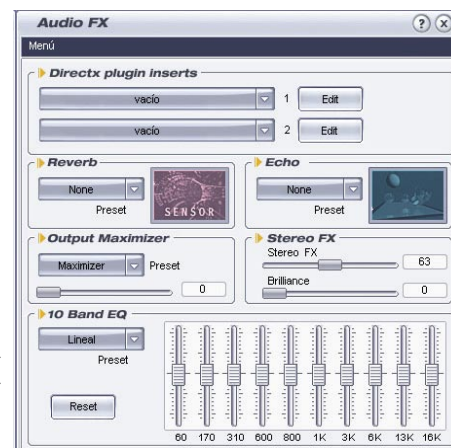 Audio FX
?
x
Menú
Directx plugin inserts
vacío 1 Edit
vacío 2 Edit
Reverb
None
Preset
SENSOR
Echo
None
Preset
Output Maximizer
Maximizer Preset
0
Stereo FX
Stereo FX
63
Brilliance
0
10 Band EQ
Lineal
Preset
Reset
60 170 310 600 800 1K 3K 6K 13K 16K